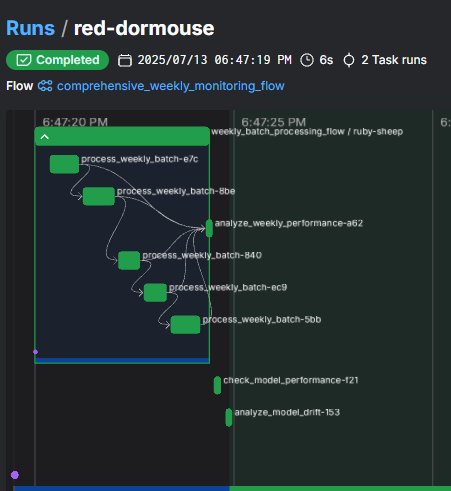 Runs / red-dormouse
Completed 2025/07/13 06:47:19 PM 6s 2 Task runs
Flow comprehensive_weekly_monitoring_flow
6:47:20 PM 6:47:25 PM 6:
weekly_batch_processing_flow / ruby-sheep
process_weekly_batch-e7c
process_weekly_batch-8be
analyze_weekly_performance-a62
process_weekly_batch-840
process_weekly_batch-ec9
process_weekly_batch-5bb
check_model_performance-f21
analyze_model_drift-153